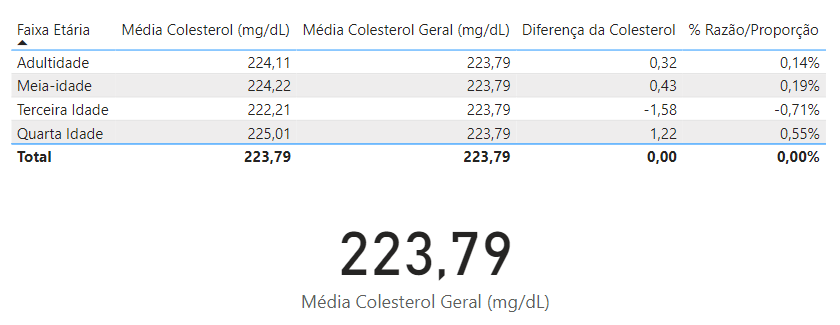 Faixa Etária Média Colesterol (mg/dL) Média Colesterol Geral (mg/dL) Diferença da Colesterol % Razão/Proporção
Adultidade 224,11 223,79 0,32 0,14%
Meia-idade 224,22 223,79 0,43 0,19%
Terceira Idade 222,21 223,79 -1,58 -0,71%
Quarta Idade 225,01 223,79 1,22 0,55%
Total 223,79 223,79 0,00 0,00%
223,79
Média Colesterol Geral (mg/dL)